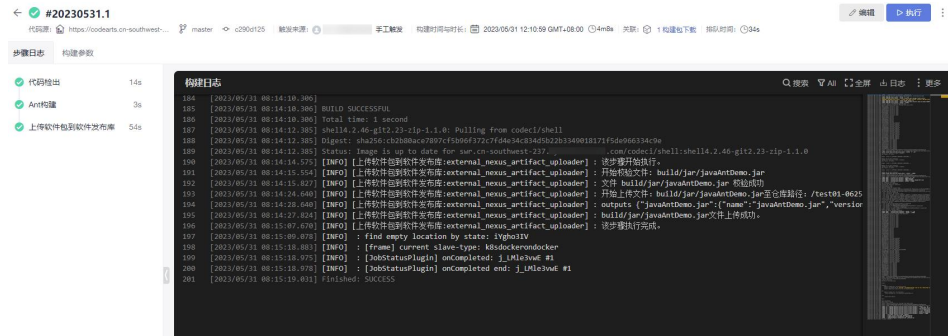 #20230531.1
编辑
执行
代码源: https://codearts.cn-southwest-... master c290d125 触发来源: 手工触发 构建时间与时长: 2023/05/31 12:10:59 GMT+08:00 4m8s 关联: 1 构建包下载 排队时间: 34s
步骤日志 构建参数
代码检出 14s
Ant构建 3s
上传软件包到软件发布库 54s
构建日志 搜索 All 全屏 日志 更多
184 [2023/05/31 08:14:10.306]
185 [2023/05/31 08:14:10.306] BUILD SUCCESSFUL
186 [2023/05/31 08:14:10.306] Total time: 1 second
187 [2023/05/31 08:14:12.385] shell4.2.46-git2.23-zip-1.1.0: Pulling from codeci/shell
188 [2023/05/31 08:14:12.385] Digest: sha256:cb2b80ace7897cf5b96f372c7fd4e34c834d5b22b3349018171f5de966334c9e
189 [2023/05/31 08:14:12.385] Status: Image is up to date for swr.cn-southwest-237. .com/codeci/shell:shell4.2.46-git2.23-zip-1.1.0
190 [2023/05/31 08:14:14.575] [INFO] [上传软件包到软件发布库:external_nexus_artifact_uploader] : 该步骤开始执行。
191 [2023/05/31 08:14:15.554] [INFO] [上传软件包到软件发布库:external_nexus_artifact_uploader] : 开始校验文件: build/jar/javaAntDemo.jar
192 [2023/05/31 08:14:15.827] [INFO] [上传软件包到软件发布库:external_nexus_artifact_uploader] : 文件 build/jar/javaAntDemo.jar 校验成功
193 [2023/05/31 08:14:24.640] [INFO] [上传软件包到软件发布库:external_nexus_artifact_uploader] : 开始上传文件: build/jar/javaAntDemo.jar至仓库路径: /test01-0625
194 [2023/05/31 08:14:28.640] [INFO] [上传软件包到软件发布库:external_nexus_artifact_uploader] : outputs {"javaAntDemo.jar":{"name":"javaAntDemo.jar","version
195 [2023/05/31 08:14:27.824] [INFO] [上传软件包到软件发布库:external_nexus_artifact_uploader] : build/jar/javaAntDemo.jar文件上传成功。
196 [2023/05/31 08:15:07.670] [INFO] [上传软件包到软件发布库:external_nexus_artifact_uploader] : 该步骤执行完成。
197 [2023/05/31 08:15:09.078] [INFO] : find empty location by state: iYgho3IV
198 [2023/05/31 08:15:18.883] [INFO] : [frame] current slave-type: k8sdockerondocker
199 [2023/05/31 08:15:18.975] [INFO] : [JobStatusPlugin] onCompleted: j_LMle3vwE #1
200 [2023/05/31 08:15:18.978] [INFO] : [JobStatusPlugin] onCompleted end: j_LMle3vwE #1
201 [2023/05/31 08:15:19.031] Finished: SUCCESS